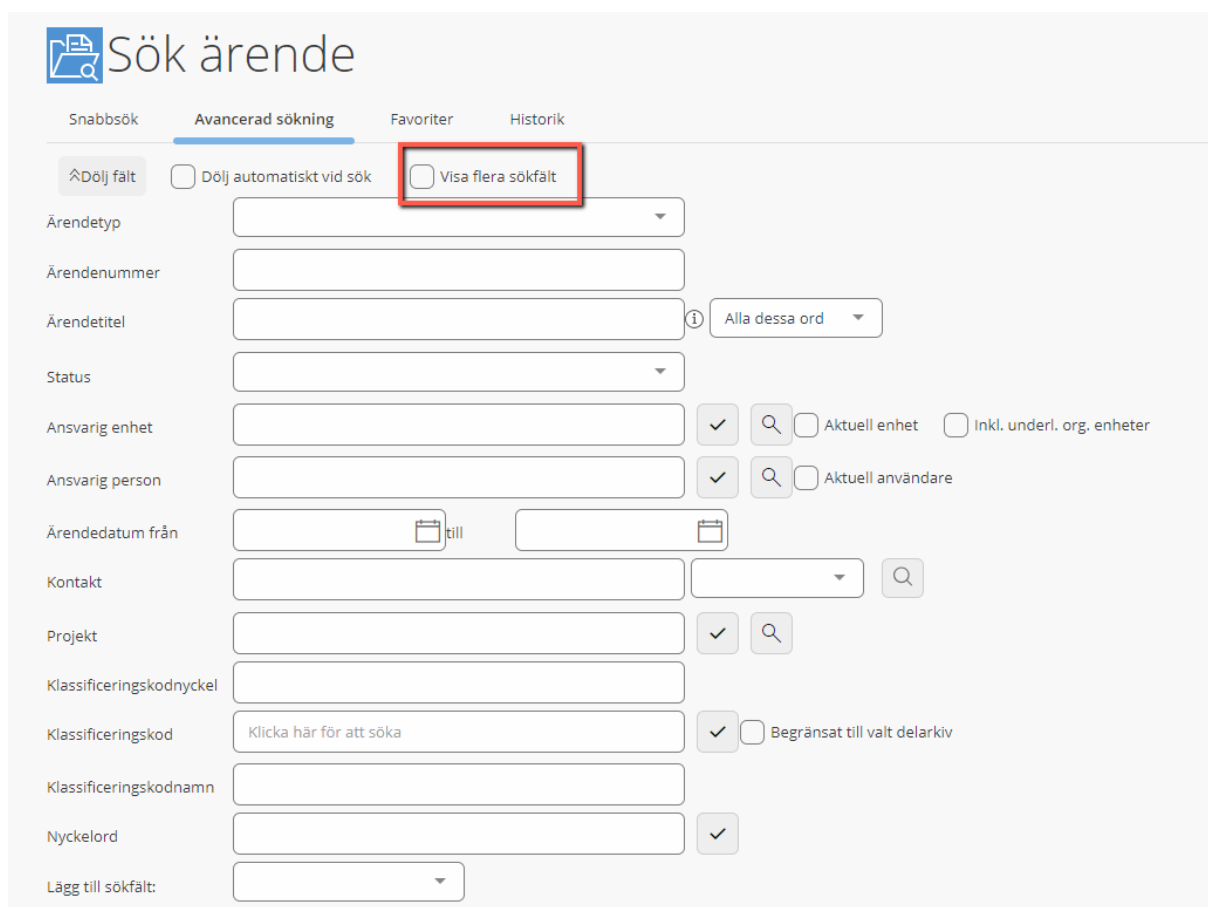 Sök ärende
Snabbsök Avancerad sökning Favoriter Historik
Dölj fält Dölj automatiskt vid sök Visa flera sökfält
Ärendetyp
Ärendenummer
Ärendetitel Alla dessa ord
Status
Ansvarig enhet Aktuell enhet Inkl. underl. org. enheter
Ansvarig person Aktuell användare
Ärendedatum från till
Kontakt
Projekt
Klassificeringskodnyckel
Klassificeringskod Klicka här för att söka Begränsat till valt delarkiv
Klassificeringskodnamn
Nyckelord
Lägg till sökfält: